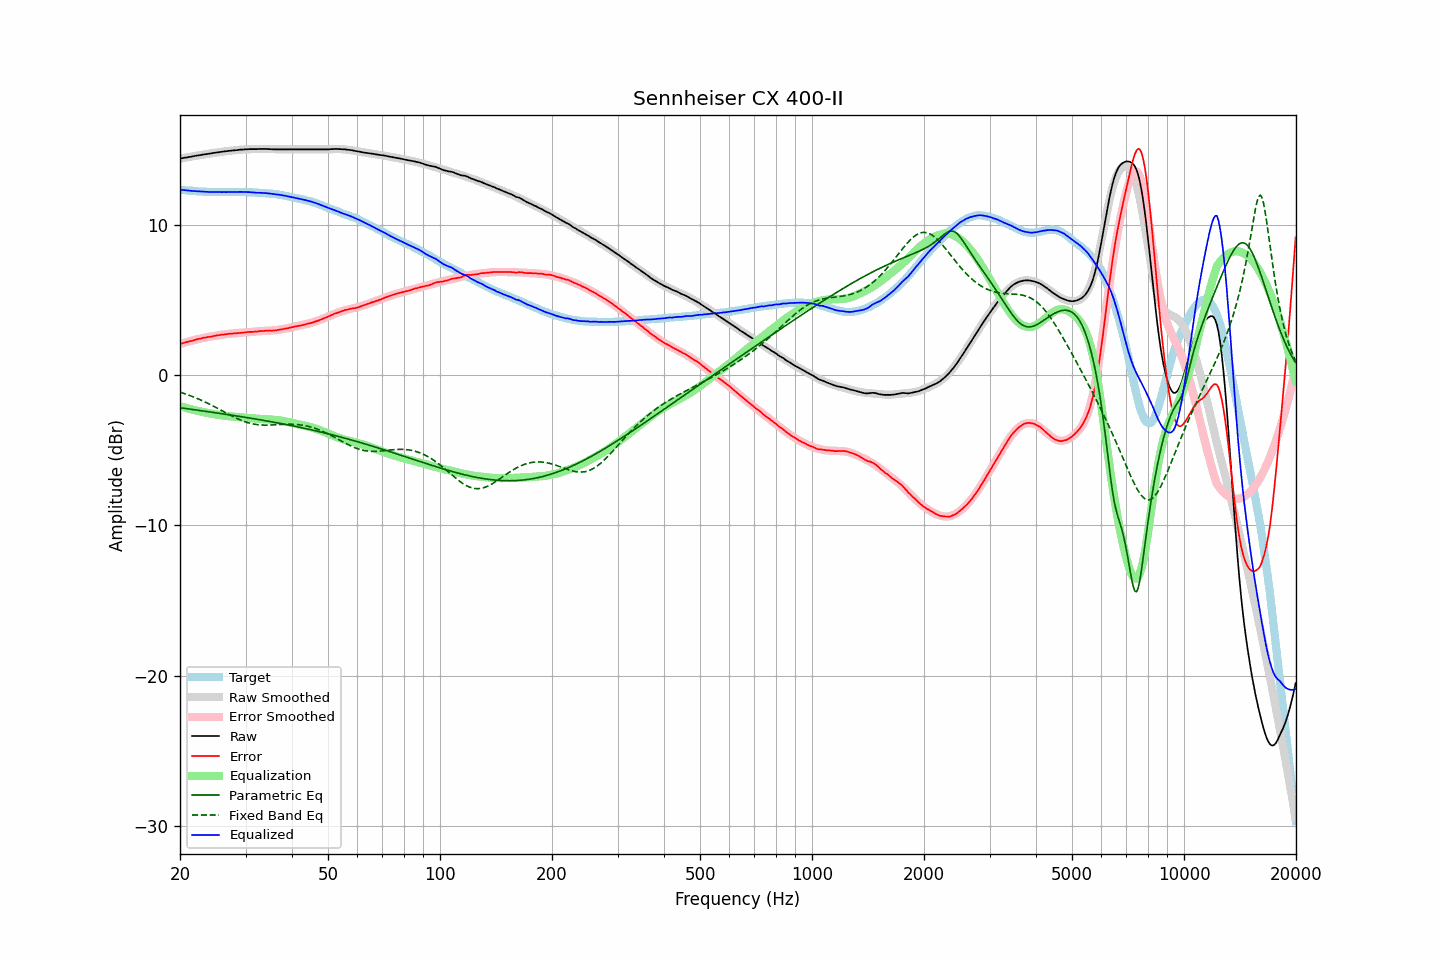 Sennheiser CX 400-II
Amplitude (dBr)
10
0
−10
−20
−30
Target
Raw Smoothed
Error Smoothed
Raw
Error
Equalization
Parametric Eq
Fixed Band Eq
Equalized
20 50 100 200 500 1000 2000 5000 10000 20000
Frequency (Hz)